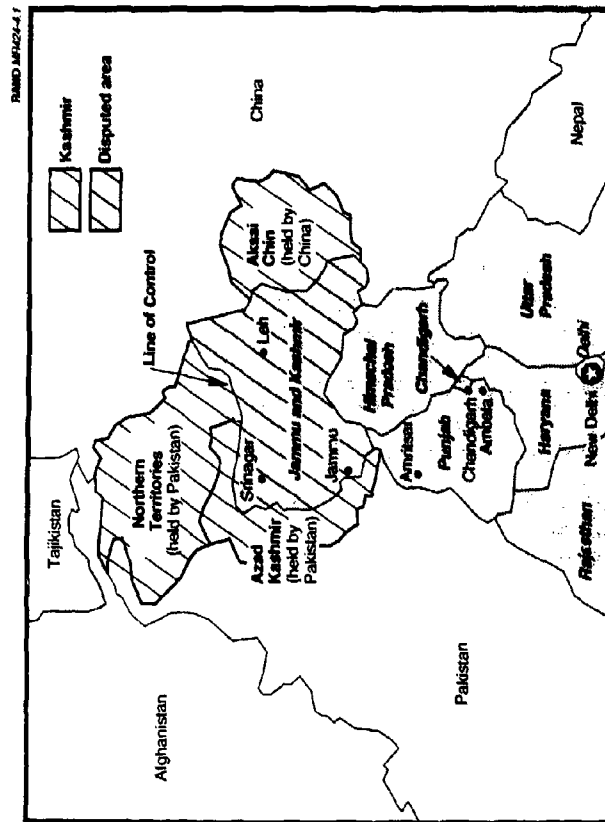 RAND MR424-4.1
Tajikistan
Afghanistan
China
Kashmir
Disputed area
Line of Control
Northern
Territories
(held by Pakistan)
Aksai
Chin
(held by
China)
Leh
Srinagar
Jammu and Kashmir
Jammu
Azad
Kashmir
(held by
Pakistan)
Himachal
Pradesh
Chandigarh
Amritsar
Punjab
Chandigarh
Ambala
Haryana
Uttar
Pradesh
Nepal
New Delhi
Delhi
Rajasthan
Pakistan